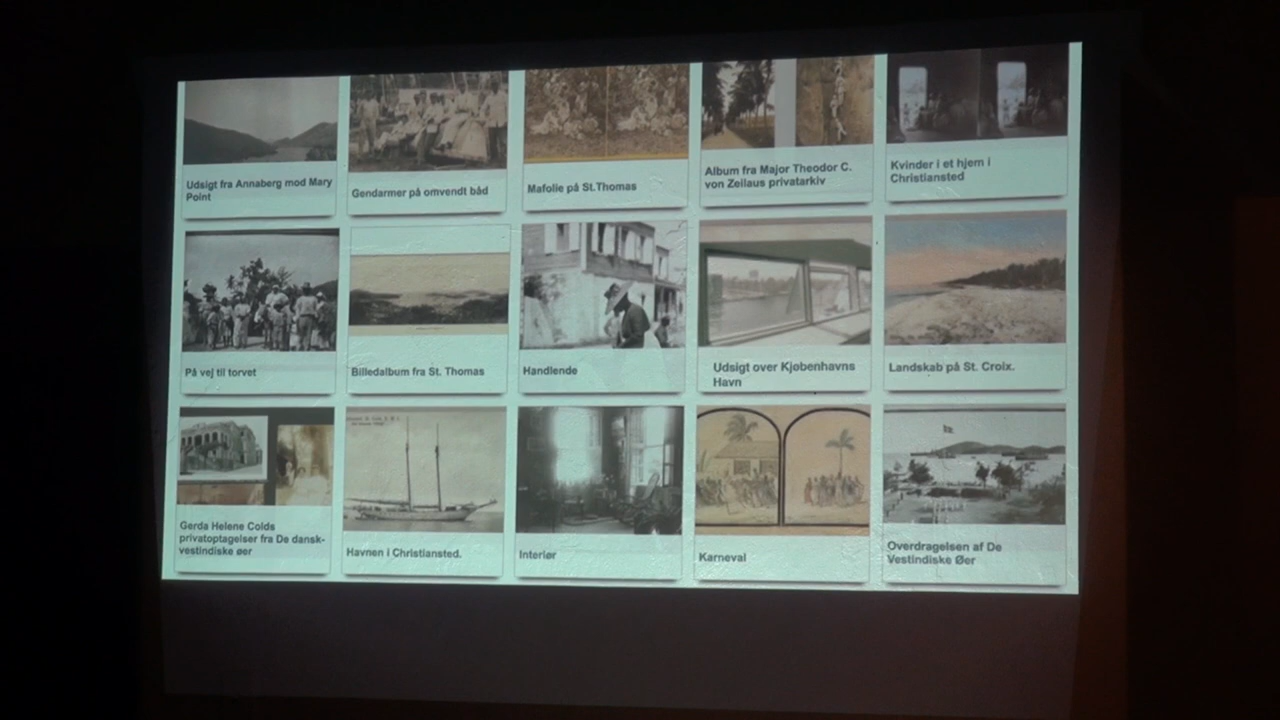 Udsigt fra Annaberg mod Mary
Point
Gendarmer på omvendt båd
Mafolie på St.Thomas
Album fra Major Theodor C.
von Zeilaus privatarkiv
Kvinder i et hjem i
Christiansted
På vej til torvet
Billedalbum fra St. Thomas
Handlende
Udsigt over Kjøbenhavns
Havn
Landskab på St. Croix.
Gerda Helene Colds
privatoptagelser fra De dansk-
vestindiske øer
Havnen i Christiansted.
Interiør
Karneval
Overdragelsen af De
Vestindiske Øer